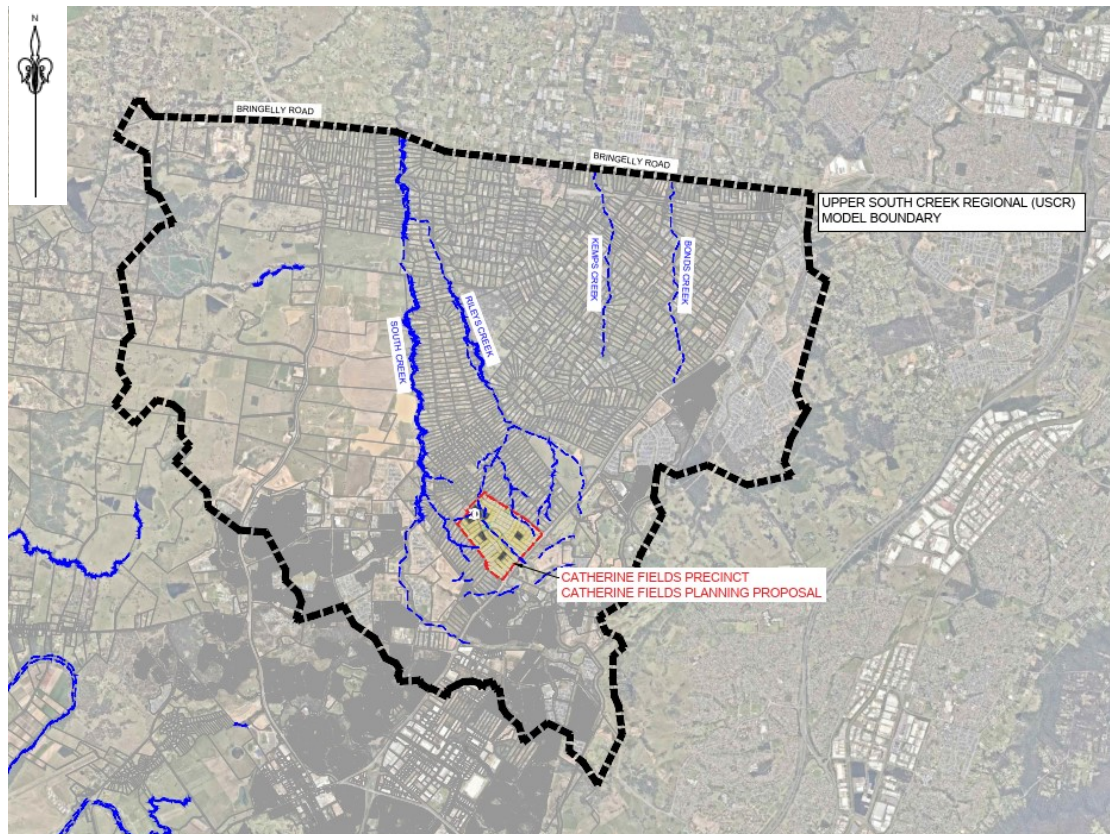 N
BRINGELLY ROAD
BRINGELLY ROAD
UPPER SOUTH CREEK REGIONAL (USCR)
MODEL BOUNDARY
KEMPS CREEK
BONDS CREEK
RILEY'S CREEK
SOUTH CREEK
CATHERINE FIELDS PRECINCT
CATHERINE FIELDS PLANNING PROPOSAL